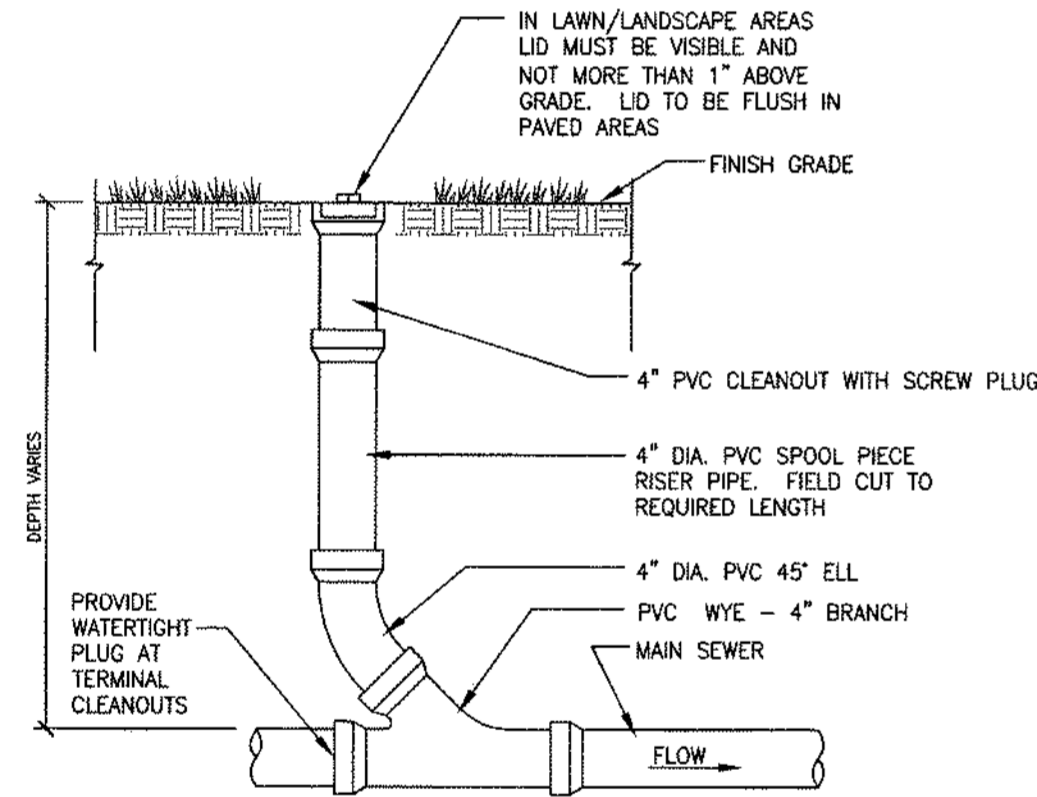 IN LAWN/LANDSCAPE AREAS
LID MUST BE VISIBLE AND
NOT MORE THAN 1" ABOVE
GRADE. LID TO BE FLUSH IN
PAVED AREAS
FINISH GRADE
4" PVC CLEANOUT WITH SCREW PLUG
4" DIA. PVC SPOOL PIECE
RISER PIPE. FIELD CUT TO
REQUIRED LENGTH
DEPTH VARIES
4" DIA. PVC 45° ELL
PVC WYE - 4" BRANCH
MAIN SEWER
PROVIDE
WATERTIGHT
PLUG AT
TERMINAL
CLEANOUTS
FLOW